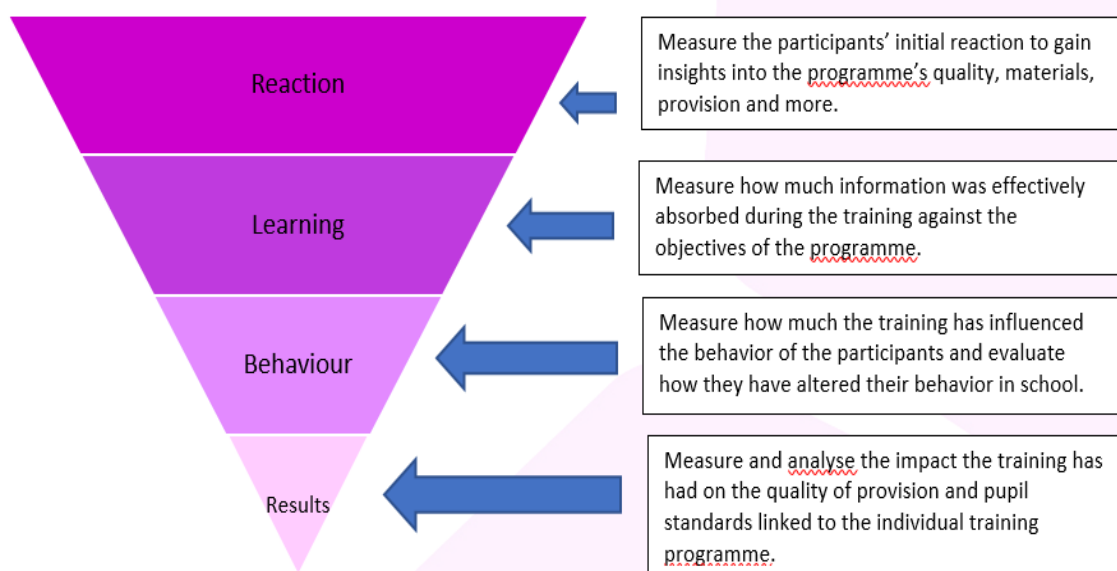 Reaction
Measure the participants’ initial reaction to gain
insights into the programme’s quality, materials,
provision and more.
Learning
Measure how much information was effectively
absorbed during the training against the
objectives of the programme.
Behaviour
Measure how much the training has influenced
the behavior of the participants and evaluate
how they have altered their behavior in school.
Results
Measure and analyse the impact the training has
had on the quality of provision and pupil
standards linked to the individual training
programme.